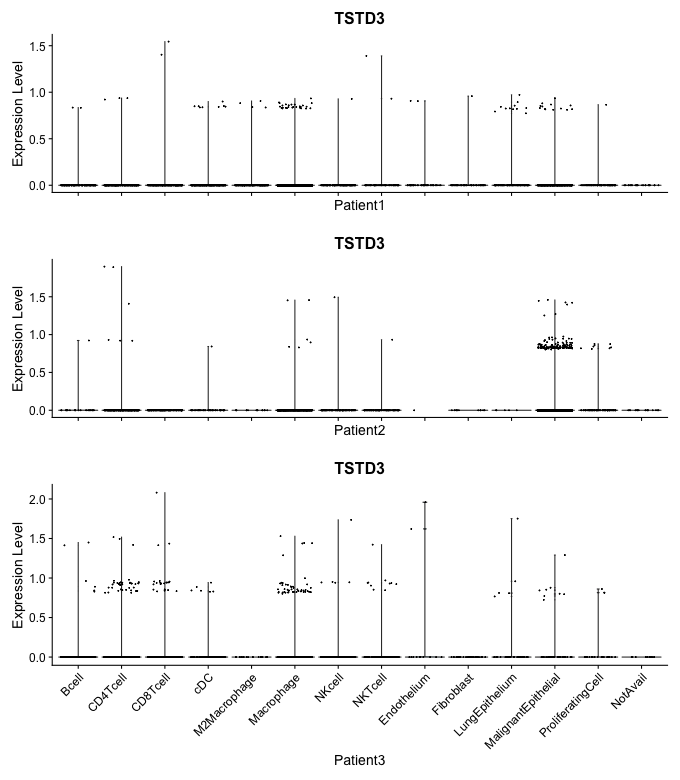 TSTD3
Expression Level
1.5
1.0
0.5
0.0
Patient1
TSTD3
Expression Level
1.5
1.0
0.5
0.0
Patient2
TSTD3
Expression Level
2.0
1.5
1.0
0.5
0.0
Bcell
CD4Tcell
CD8Tcell
cDC
M2Macrophage
Macrophage
NKcell
NKTcell
Endothelium
Fibroblast
LungEpithelium
MalignantEpithelial
ProliferatingCell
NotAvail
Patient3